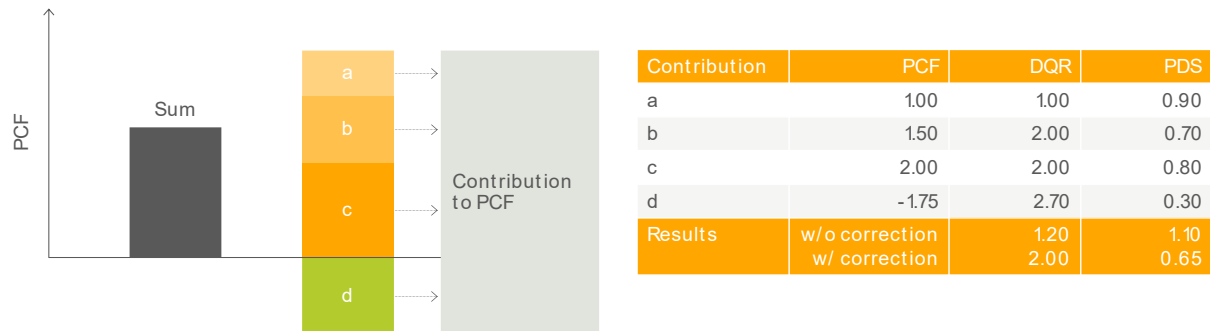 PCF
Sum
a
b
c
d
Contribution
to PCF
Contribution PCF DQR PDS
a 1.00 1.00 0.90
b 1.50 2.00 0.70
c 2.00 2.00 0.80
d -1.75 2.70 0.30
Results w/o correction 1.20 1.10
w/ correction 2.00 0.65